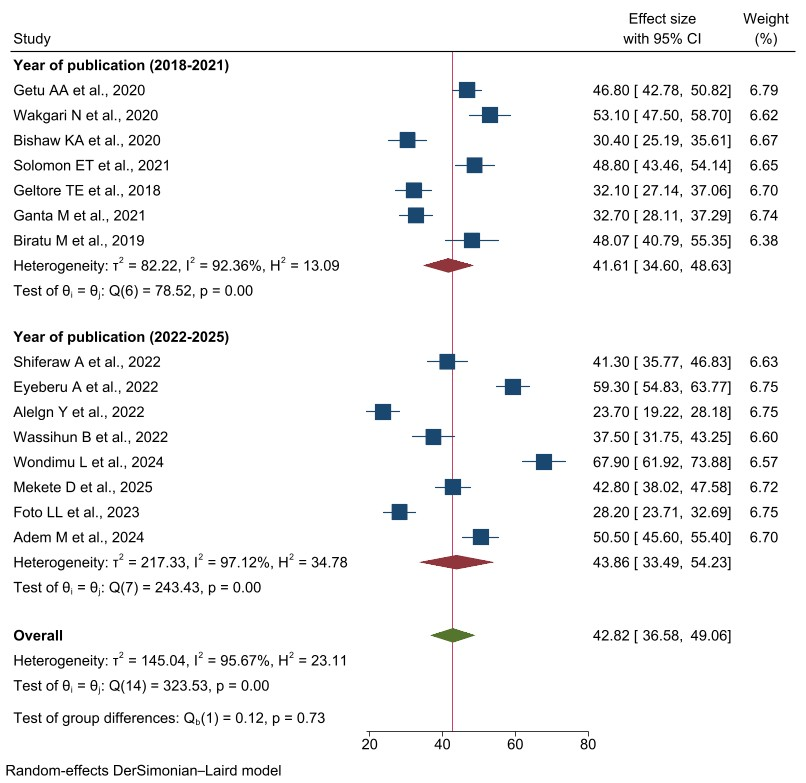 Effect size Weight
Study with 95% CI (%)
Year of publication (2018-2021)
Getu AA et al., 2020 46.80 [ 42.78, 50.82] 6.79
Wakgari N et al., 2020 53.10 [ 47.50, 58.70] 6.62
Bishaw KA et al., 2020 30.40 [ 25.19, 35.61] 6.67
Solomon ET et al., 2021 48.80 [ 43.46, 54.14] 6.65
Geltore TE et al., 2018 32.10 [ 27.14, 37.06] 6.70
Ganta M et al., 2021 32.70 [ 28.11, 37.29] 6.74
Biratu M et al., 2019 48.07 [ 40.79, 55.35] 6.38
Heterogeneity: τ² = 82.22, I² = 92.36%, H² = 13.09 41.61 [ 34.60, 48.63]
Test of θᵢ = θⱼ: Q(6) = 78.52, p = 0.00
Year of publication (2022-2025)
Shiferaw A et al., 2022 41.30 [ 35.77, 46.83] 6.63
Eyeberu A et al., 2022 59.30 [ 54.83, 63.77] 6.75
Alelgn Y et al., 2022 23.70 [ 19.22, 28.18] 6.75
Wassihun B et al., 2022 37.50 [ 31.75, 43.25] 6.60
Wondimu L et al., 2024 67.90 [ 61.92, 73.88] 6.57
Mekete D et al., 2025 42.80 [ 38.02, 47.58] 6.72
Foto LL et al., 2023 28.20 [ 23.71, 32.69] 6.75
Adem M et al., 2024 50.50 [ 45.60, 55.40] 6.70
Heterogeneity: τ² = 217.33, I² = 97.12%, H² = 34.78 43.86 [ 33.49, 54.23]
Test of θᵢ = θⱼ: Q(7) = 243.43, p = 0.00
Overall 42.82 [ 36.58, 49.06]
Heterogeneity: τ² = 145.04, I² = 95.67%, H² = 23.11
Test of θᵢ = θⱼ: Q(14) = 323.53, p = 0.00
Test of group differences: Q_b(1) = 0.12, p = 0.73
20 40 60 80
Random-effects DerSimonian–Laird model